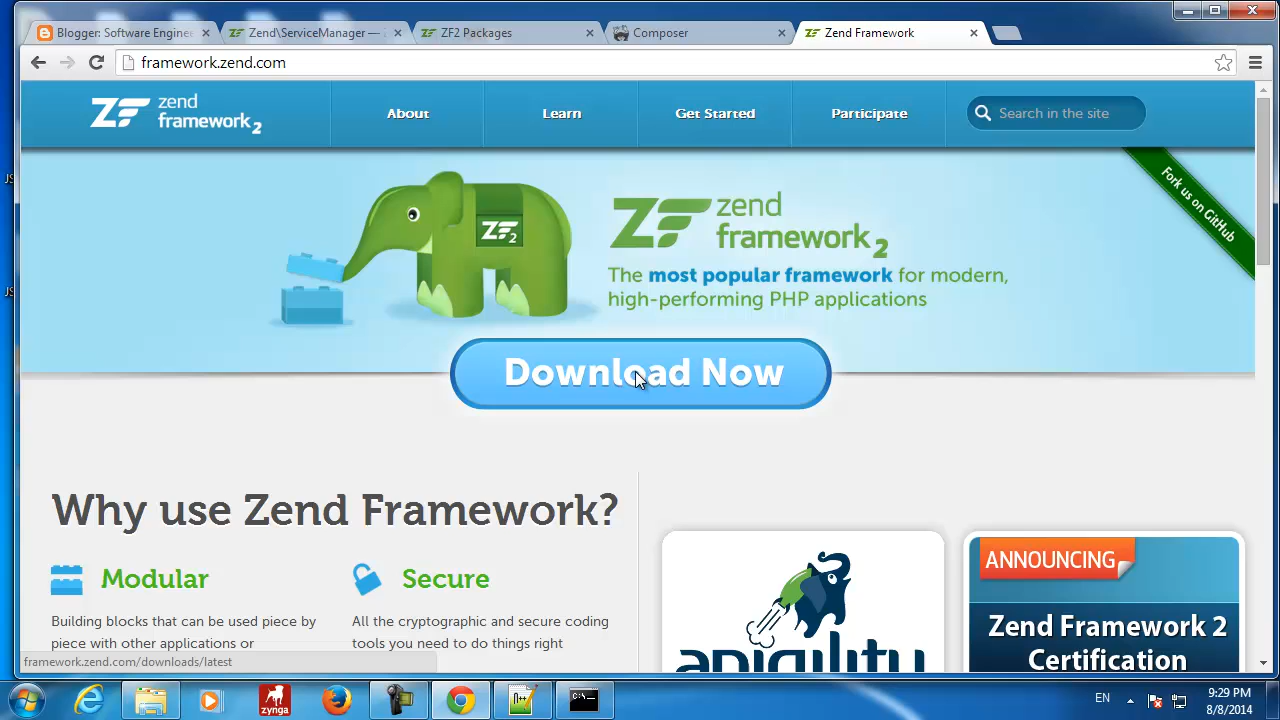 Blogger: Software Enginee
Zend\ServiceManager —
ZF2 Packages
Composer
Zend Framework
framework.zend.com
zend
framework 2
About
Learn
Get Started
Participate
Search in the site
Fork us on GitHub
ZF2
ZF zend
framework 2
The most popular framework for modern,
high-performing PHP applications
Download Now
Why use Zend Framework?
Modular
Secure
Building blocks that can be used piece by
piece with other applications or
All the cryptographic and secure coding
tools you need to do things right
apigility
ANNOUNCING
Zend Framework 2
Certification
framework.zend.com/downloads/latest
zynga
EN
9:29 PM
8/8/2014